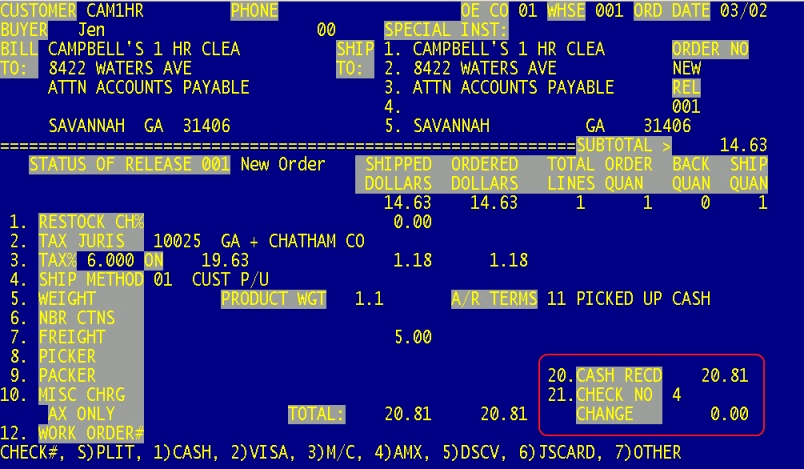 CUSTOMER CAM1HR PHONE OE CO 01 WHSE 001 ORD DATE 03/02
BUYER Jen 00 SPECIAL INST:
BILL CAMPBELL'S 1 HR CLEA SHIP 1. CAMPBELL'S 1 HR CLEA ORDER NO
TO: 8422 WATERS AVE TO: 2. 8422 WATERS AVE NEW
ATTN ACCOUNTS PAYABLE 3. ATTN ACCOUNTS PAYABLE REL
4. 001
SAVANNAH GA 31406 5. SAVANNAH GA 31406
============================================================SUBTOTAL > 14.63
STATUS OF RELEASE 001 New Order SHIPPED ORDERED TOTAL ORDER BACK SHIP
DOLLARS DOLLARS LINES QUAN QUAN QUAN
14.63 14.63 1 1 0 1
1. RESTOCK CH% 0.00
2. TAX JURIS 10025 GA + CHATHAM CO
3. TAX% 6.000 ON 19.63 1.18 1.18
4. SHIP METHOD 01 CUST P/U
5. WEIGHT PRODUCT WGT 1.1 A/R TERMS 11 PICKED UP CASH
6. NBR CTNS
7. FREIGHT 5.00
8. PICKER
9. PACKER 20.CASH RECD 20.81
10. MISC CHRG 21.CHECK NO 4
AX ONLY TOTAL: 20.81 20.81 CHANGE 0.00
12. WORK ORDER#
CHECK#, S)PLIT, 1)CASH, 2)VISA, 3)M/C, 4)AMX, 5)DSCV, 6)JSCARD, 7)OTHER